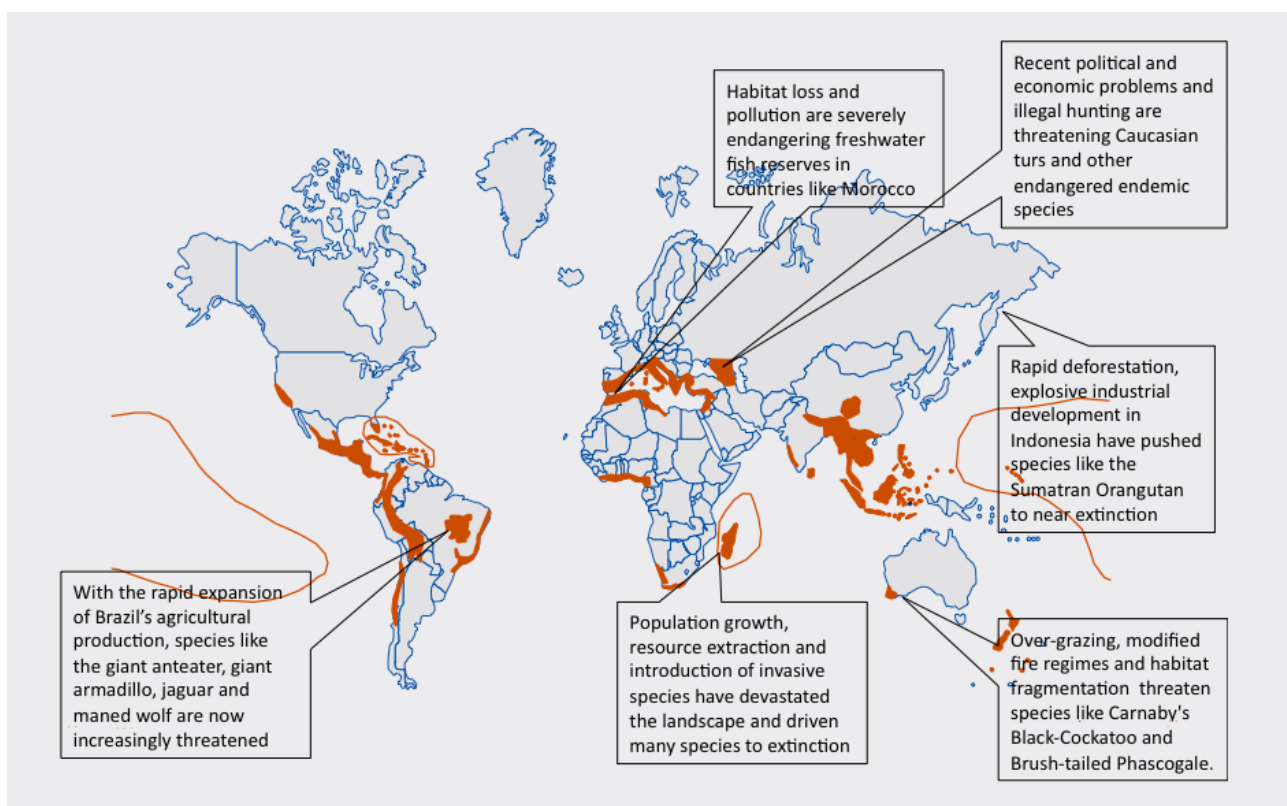 Recent political and
economic problems and
illegal hunting are
threatening Caucasian
turs and other
endangered endemic
species
Habitat loss and
pollution are severely
endangering freshwater
fish reserves in
countries like Morocco
Rapid deforestation,
explosive industrial
development in
Indonesia have pushed
species like the
Sumatran Orangutan
to near extinction
With the rapid expansion
of Brazil's agricultural
production, species like
the giant anteater, giant
armadillo, jaguar and
maned wolf are now
increasingly threatened
Population growth,
resource extraction and
introduction of invasive
species have devastated
the landscape and driven
many species to extinction
Over-grazing, modified
fire regimes and habitat
fragmentation threaten
species like Carnaby's
Black-Cockatoo and
Brush-tailed Phascogale.